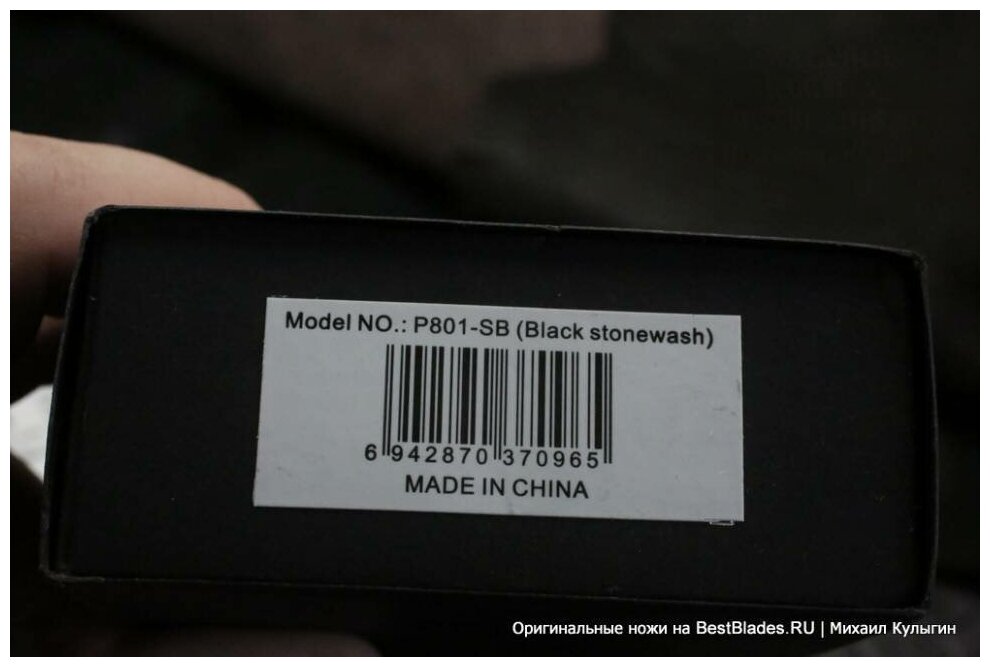 Model NO.: P801-SB (Black stonewash)
6 942870 370965
MADE IN CHINA
Оригинальные ножи на BestBlades.RU | Михаил Кулыгин